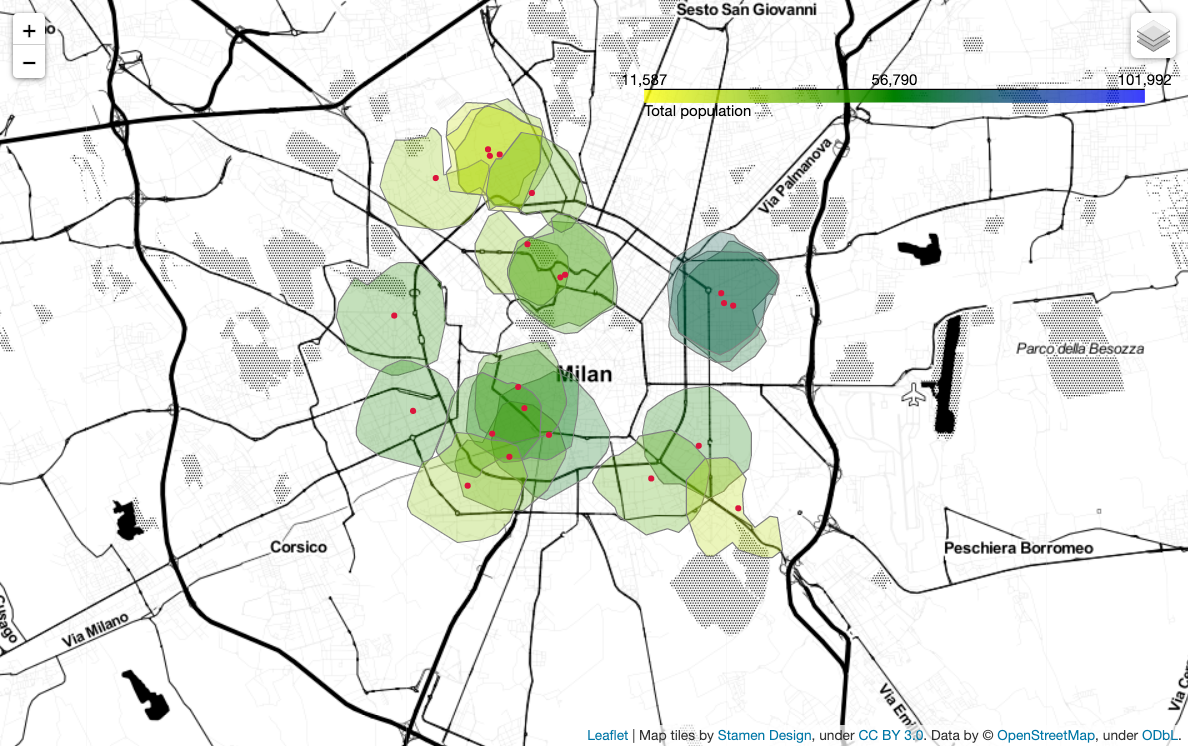 Sesto San Giovanni
+
−
11,587 56,790 101,992
Total population
Via Palmanova
Parco della Besozza
Milan
Corsico
Peschiera Borromeo
Cusago
Via Milano
Leaflet | Map tiles by Stamen Design, under CC BY 3.0. Data by © OpenStreetMap, under ODbL.